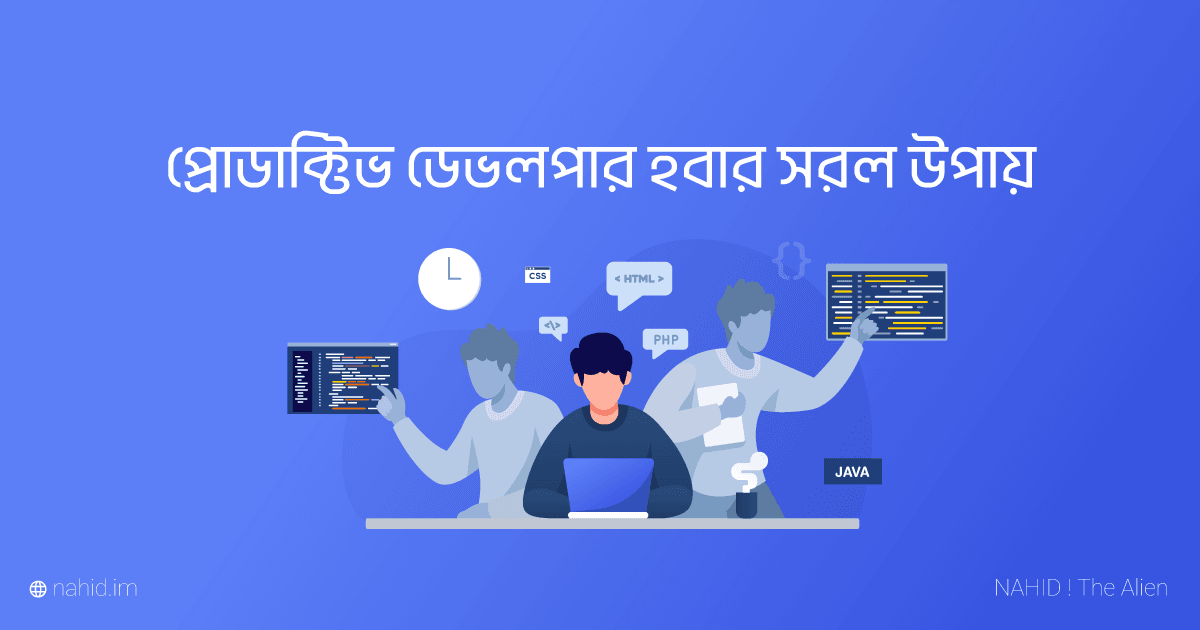 প্রোডাক্টিভ ডেভলপার হবার সরল উপায়
CSS
< HTML >
{}
</>
PHP
JAVA
nahid.im
NAHID ! The Alien